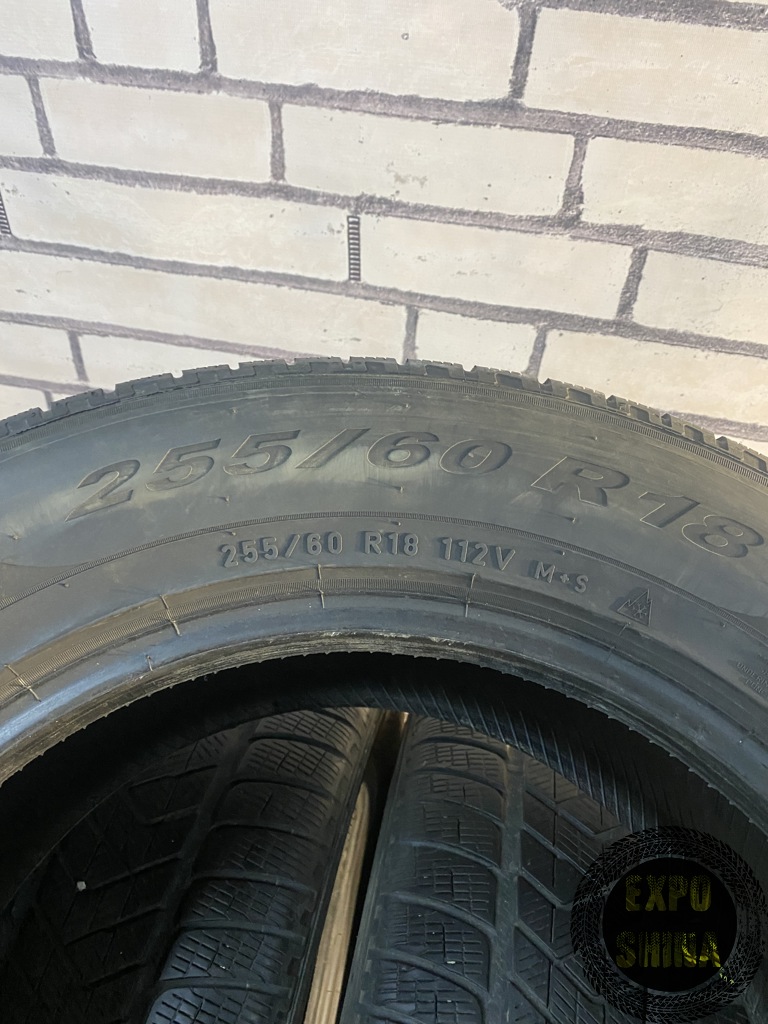 255/60 R18
255/60 R18 112V M+S
EXPO
SHINA